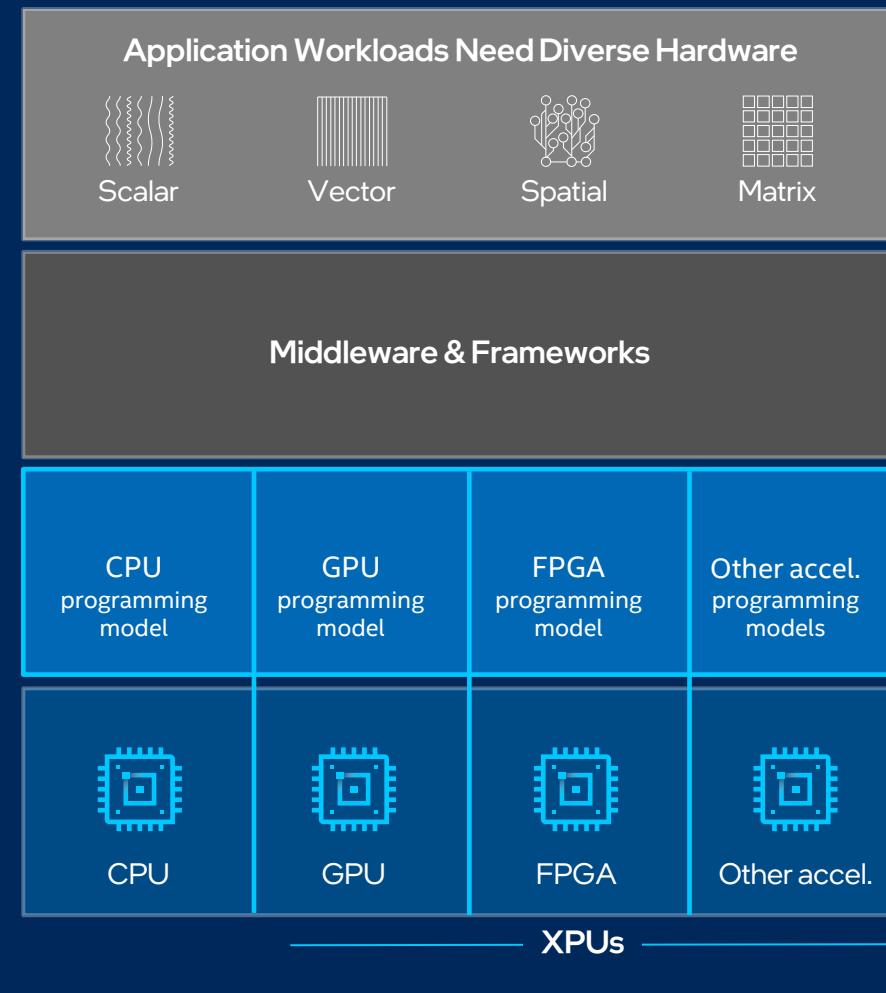 Application Workloads Need Diverse Hardware
Scalar
Vector
Spatial
Matrix
Middleware & Frameworks
CPU
programming
model
GPU
programming
model
FPGA
programming
model
Other accel.
programming
models
CPU
GPU
FPGA
Other accel.
XPUs